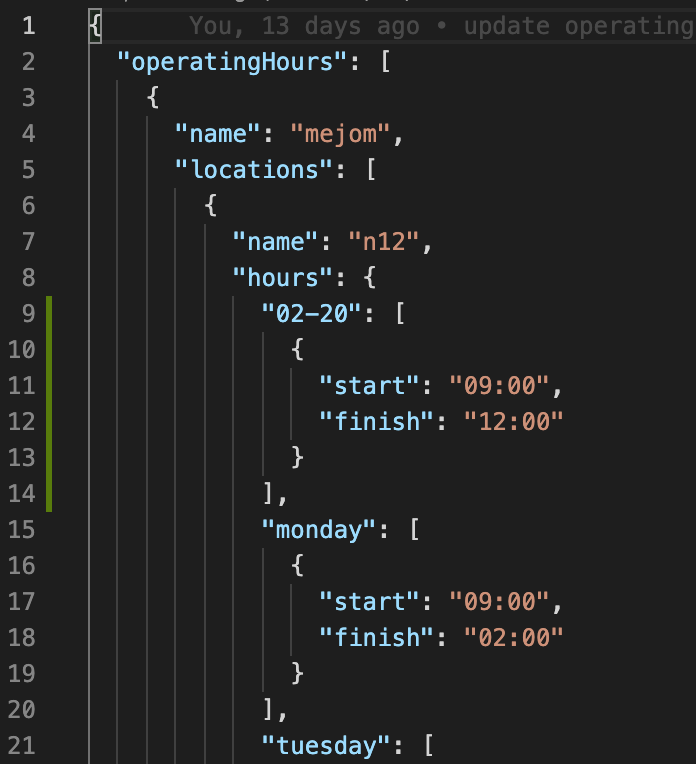 1 { You, 13 days ago • update operating
2 "operatingHours": [
3 {
4 "name": "mejom",
5 "locations": [
6 {
7 "name": "n12",
8 "hours": {
9 "02-20": [
10 {
11 "start": "09:00",
12 "finish": "12:00"
13 }
14 ],
15 "monday": [
16 {
17 "start": "09:00",
18 "finish": "02:00"
19 }
20 ],
21 "tuesday": [